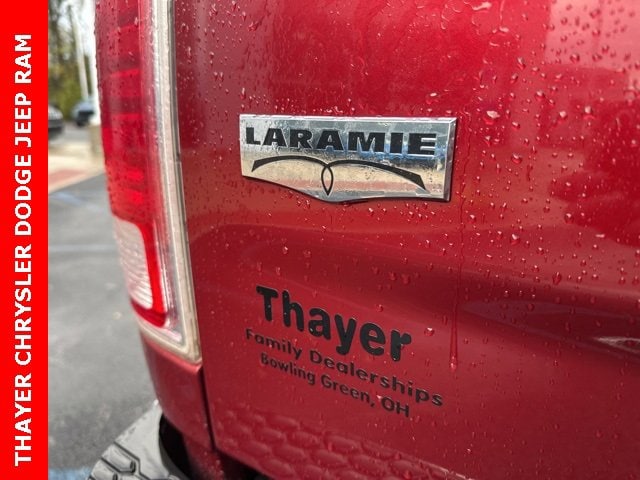 THAYER CHRYSLER DODGE JEEP RAM
LARAMIE
Thayer
Family Dealerships
Bowling Green, OH